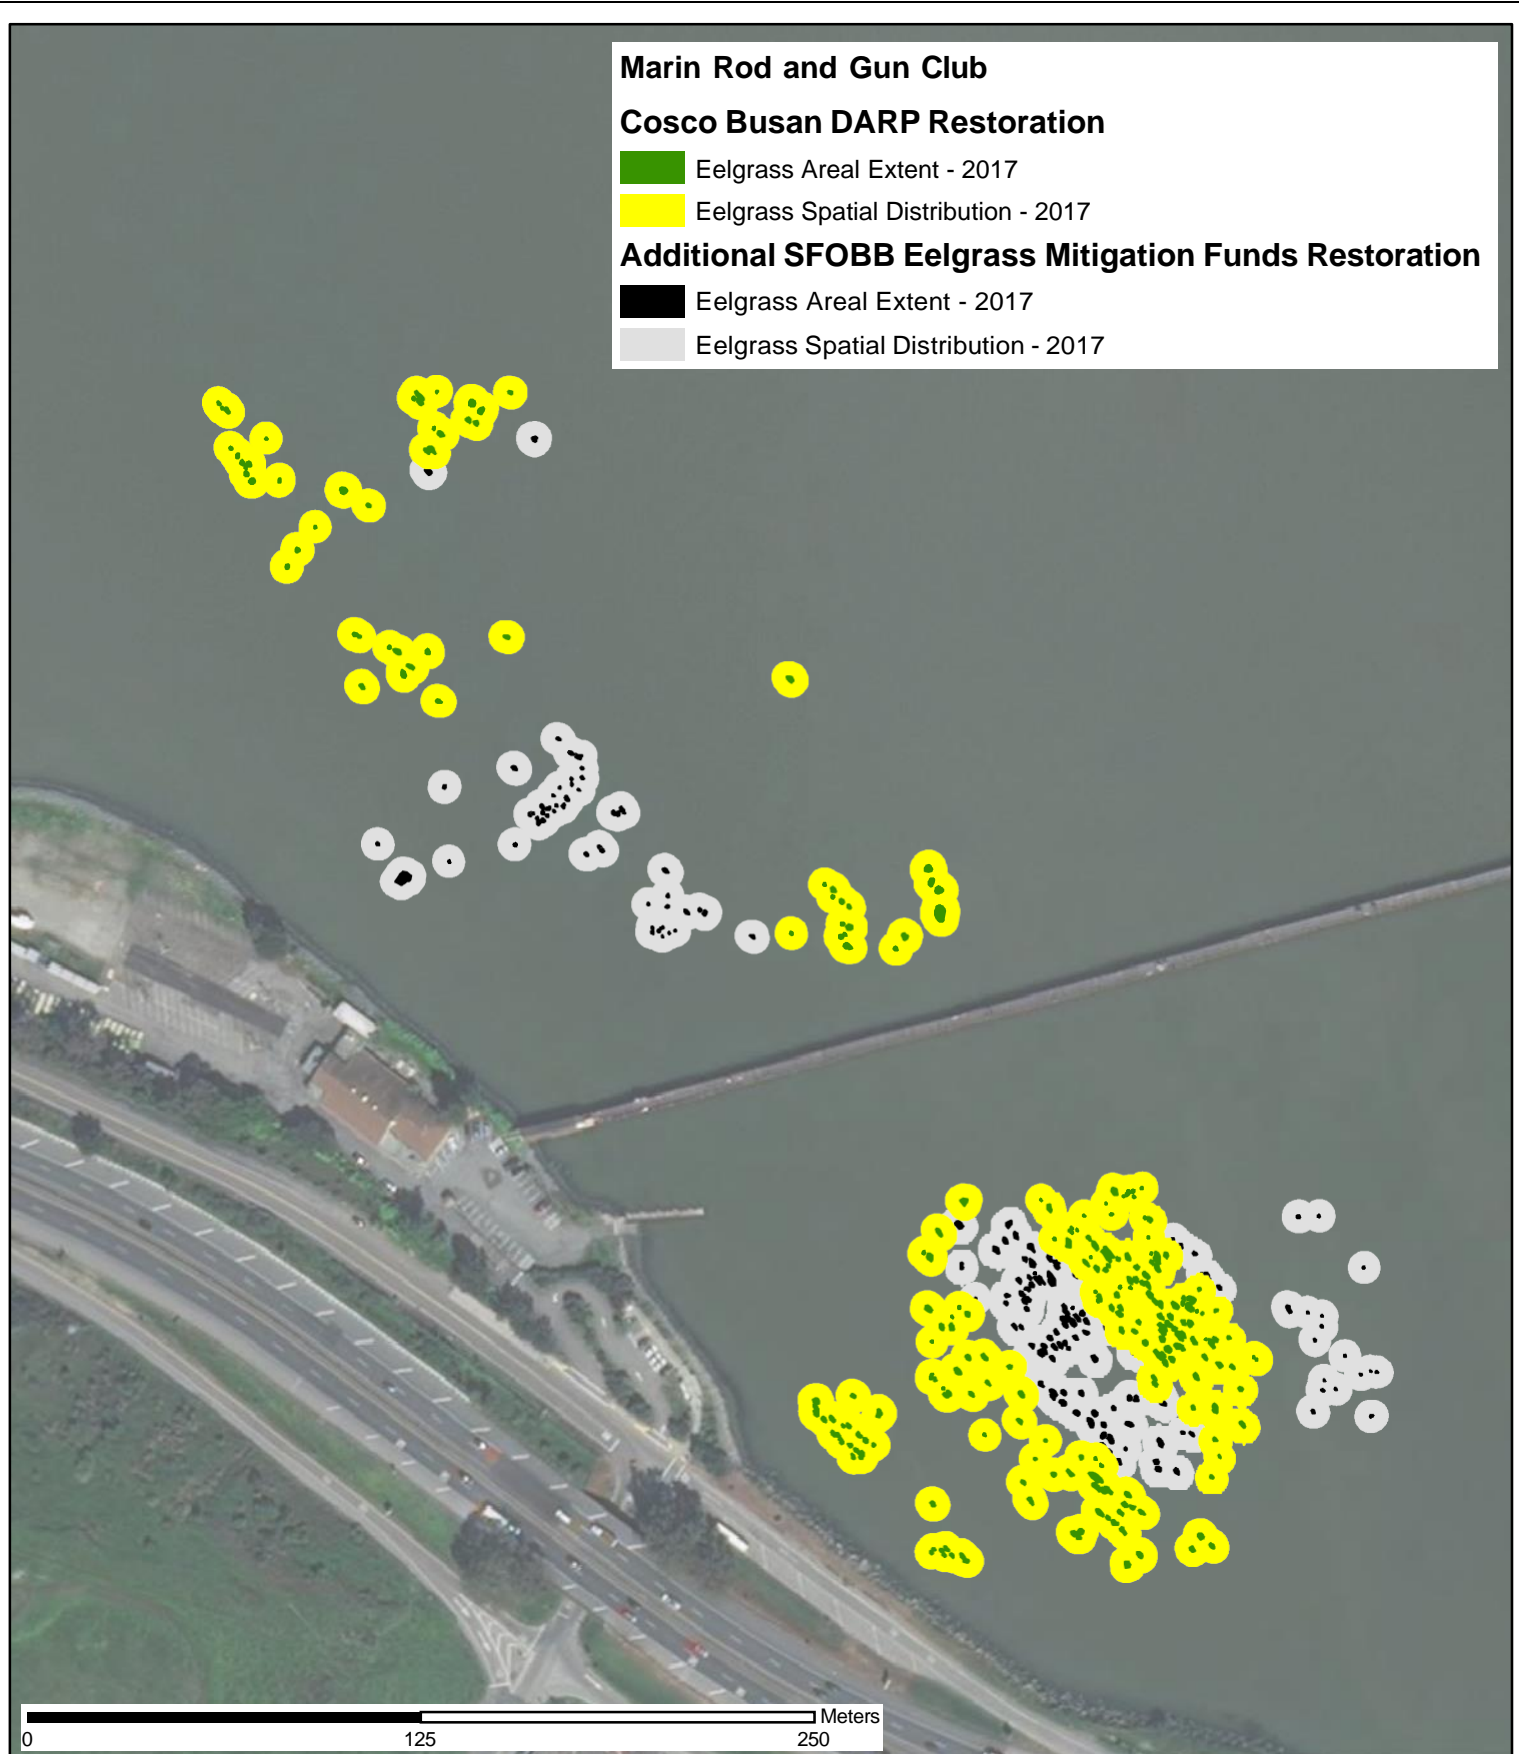 Marin Rod and Gun Club
Cosco Busan DARP Restoration
Eelgrass Areal Extent - 2017
Eelgrass Spatial Distribution - 2017
Additional SFOBB Eelgrass Mitigation Funds Restoration
Eelgrass Areal Extent - 2017
Eelgrass Spatial Distribution - 2017
Meters
0 125 250